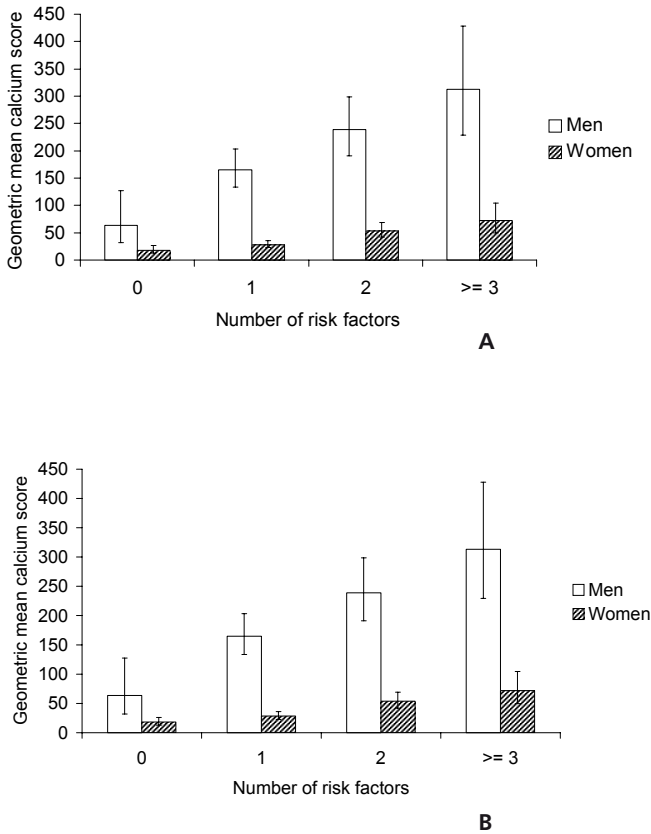 Geometric mean calcium score
450
400
350
300
250
200
150
100
50
0
0 1 2 >= 3
Number of risk factors
Men
Women
A
Geometric mean calcium score
450
400
350
300
250
200
150
100
50
0
0 1 2 >= 3
Number of risk factors
Men
Women
B